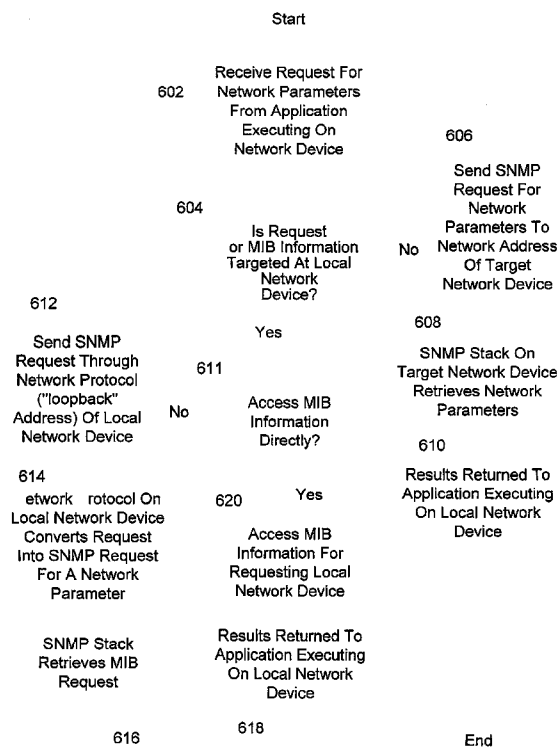 Start
602
Receive Request For
Network Parameters
From Application
Executing On
Network Device
604
Is Request
or MIB Information
Targeted At Local
Network
Device?
No
606
Send SNMP
Request For
Network
Parameters To
Network Address
Of Target
Network Device
608
SNMP Stack On
Target Network Device
Retrieves Network
Parameters
610
Results Returned To
Application Executing
On Local Network
Device
Yes
611
Access MIB
Information
Directly?
No
612
Send SNMP
Request Through
Network Protocol
("loopback"
Address) Of Local
Network Device
614
etwork rotocol On
Local Network Device
Converts Request
Into SNMP Request
For A Network
Parameter
SNMP Stack
Retrieves MIB
Request
616
Yes
620
Access MIB
Information For
Requesting Local
Network Device
Results Returned To
Application Executing
On Local Network
Device
618
End